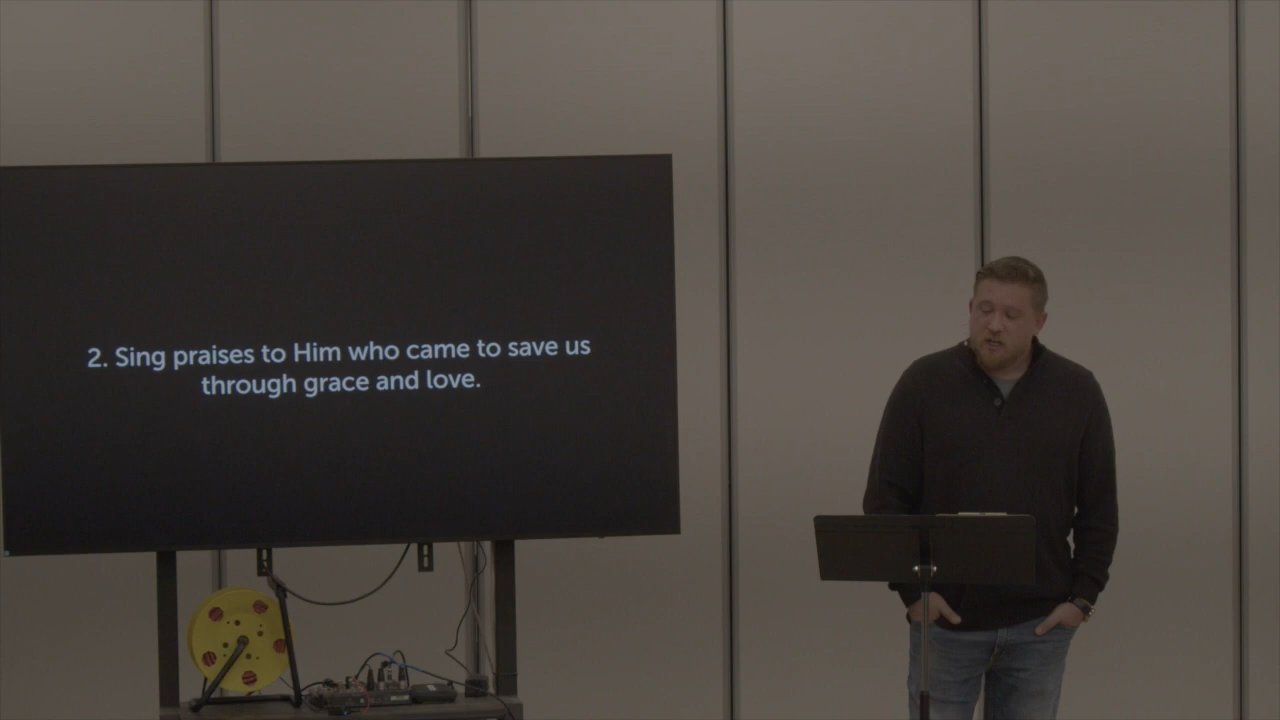 2. Sing praises to Him who came to save us
through grace and love.